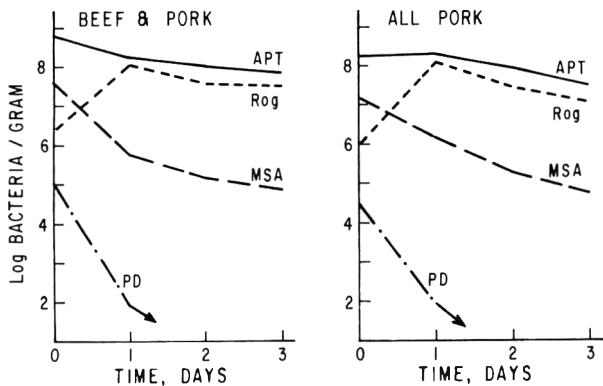 BEEF & PORK
Log BACTERIA / GRAM
8
6
4
2
APT
Rog
MSA
PD
0 1 2 3
TIME, DAYS
ALL PORK
8
6
4
2
APT
Rog
MSA
PD
0 1 2 3
TIME, DAYS